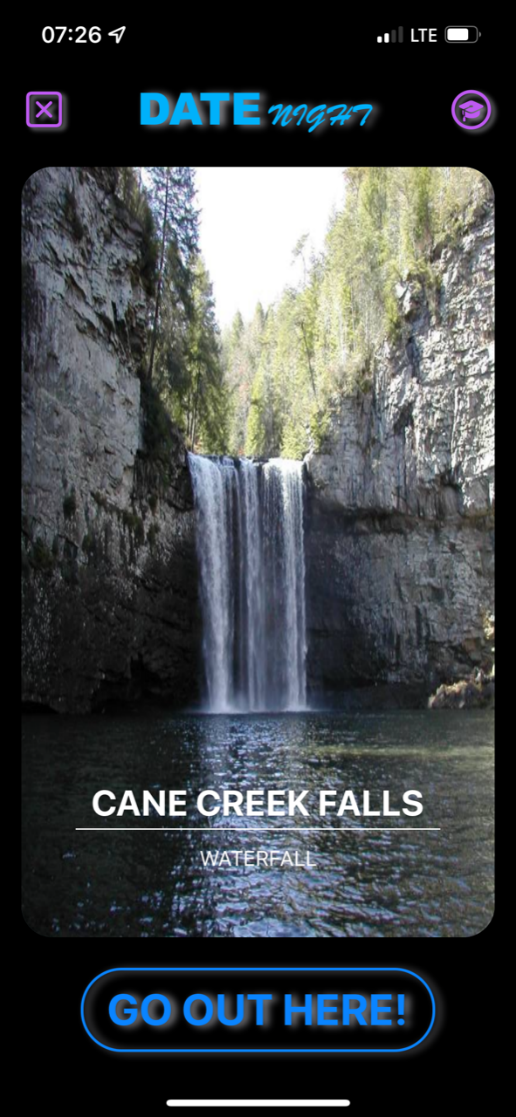 07:26 LTE
DATE NIGHT
CANE CREEK FALLS
WATERFALL
GO OUT HERE!